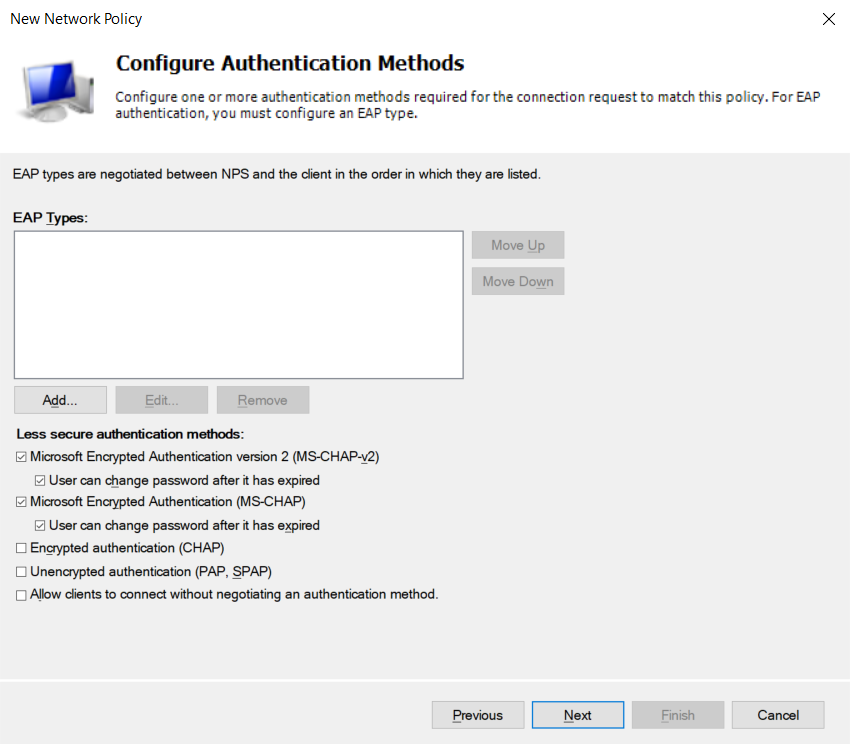 New Network Policy
Configure Authentication Methods
Configure one or more authentication methods required for the connection request to match this policy. For EAP
authentication, you must configure an EAP type.
EAP types are negotiated between NPS and the client in the order in which they are listed.
EAP Types:
Move Up
Move Down
Add...
Edit...
Remove
Less secure authentication methods:
Microsoft Encrypted Authentication version 2 (MS-CHAP-v2)
User can change password after it has expired
Microsoft Encrypted Authentication (MS-CHAP)
User can change password after it has expired
Encrypted authentication (CHAP)
Unencrypted authentication (PAP, SPAP)
Allow clients to connect without negotiating an authentication method.
Previous
Next
Finish
Cancel